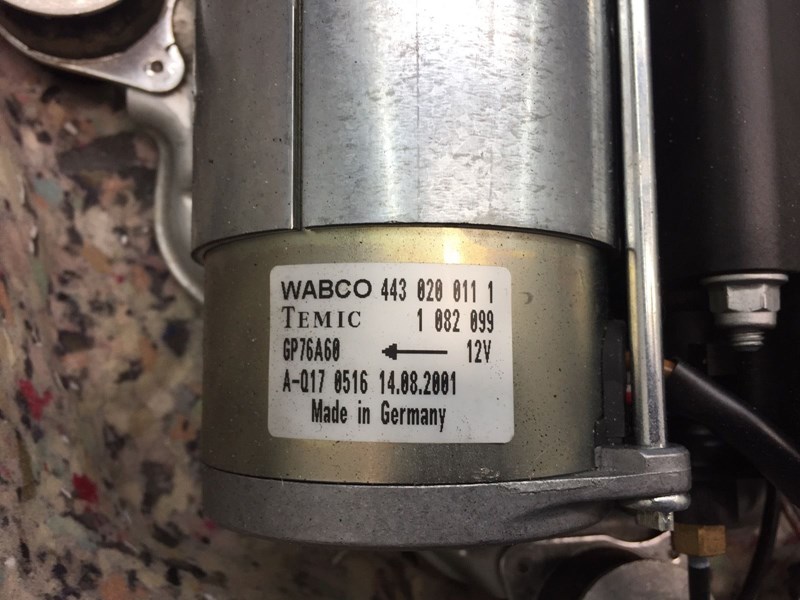 WABCO 443 020 011 1
TEMIC 1 082 099
GP76A60 12V
A-Q17 0516 14.08.2001
Made in Germany